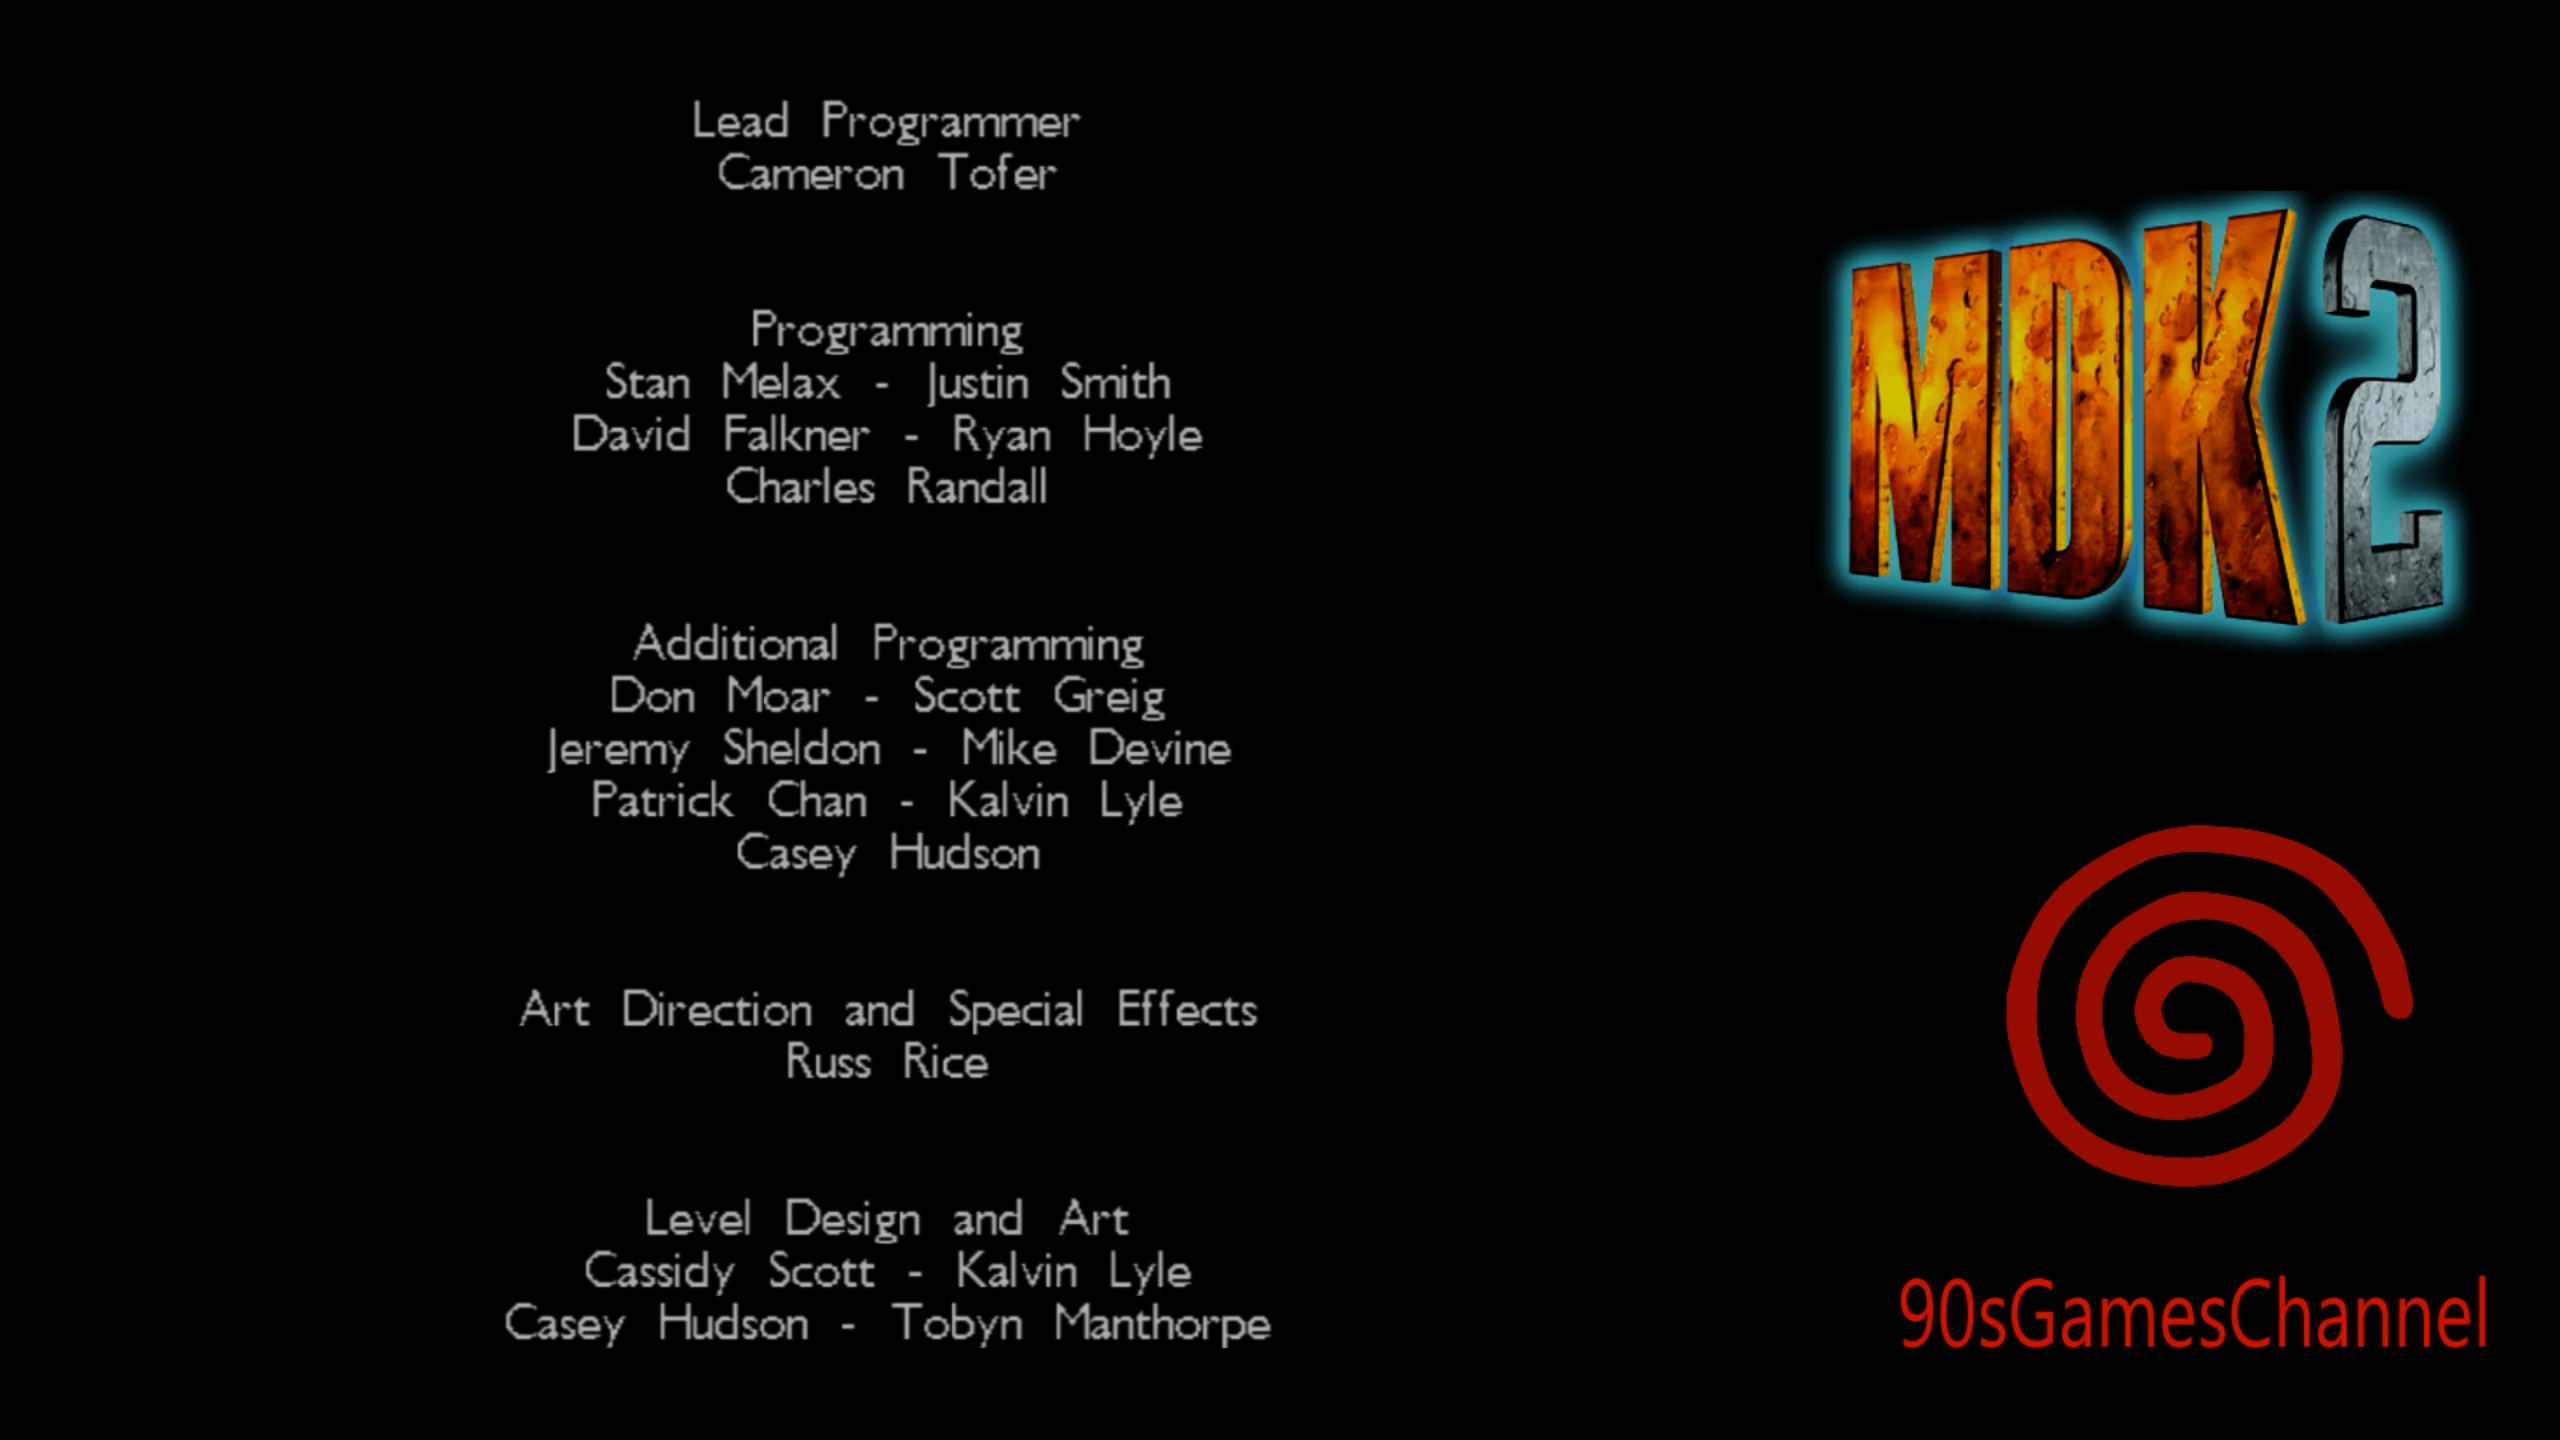 Lead Programmer
Cameron Tofer
Programming
Stan Melax - Justin Smith
David Falkner - Ryan Hoyle
Charles Randall
Additional Programming
Don Moar - Scott Greig
Jeremy Sheldon - Mike Devine
Patrick Chan - Kalvin Lyle
Casey Hudson
Art Direction and Special Effects
Russ Rice
Level Design and Art
Cassidy Scott - Kalvin Lyle
Casey Hudson - Tobyn Manthorpe
MDK2
90sGamesChannel